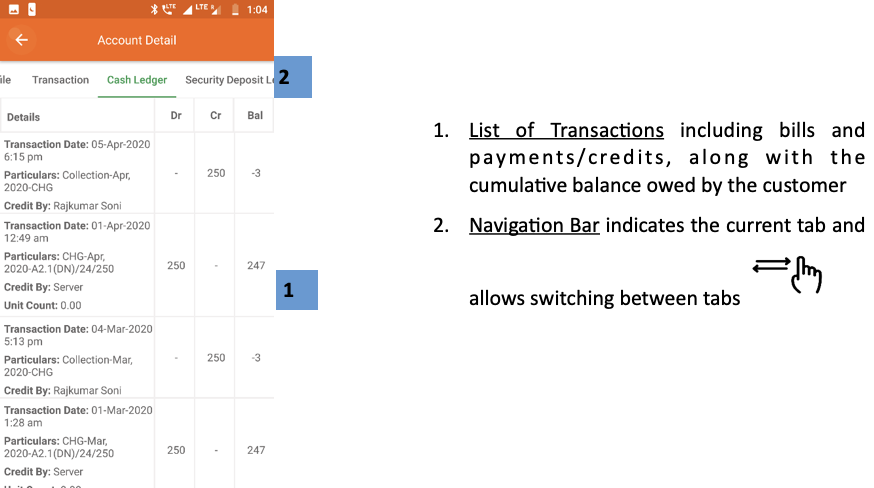 LTE LTE 1:04
Account Detail
ile Transaction Cash Ledger Security Deposit L
2
Details Dr Cr Bal
Transaction Date: 05-Apr-2020
6:15 pm
Particulars: Collection-Apr,
2020-CHG
Credit By: Rajkumar Soni
- 250 -3
Transaction Date: 01-Apr-2020
12:49 am
Particulars: CHG-Apr,
2020-A2.1(DN)/24/250
Credit By: Server
Unit Count: 0.00
250 - 247
1
Transaction Date: 04-Mar-2020
5:13 pm
Particulars: Collection-Mar,
2020-CHG
Credit By: Rajkumar Soni
- 250 -3
Transaction Date: 01-Mar-2020
1:28 am
Particulars: CHG-Mar,
2020-A2.1(DN)/24/250
Credit By: Server
250 - 247
1. List of Transactions including bills and
payments/credits, along with the
cumulative balance owed by the customer
2. Navigation Bar indicates the current tab and
allows switching between tabs